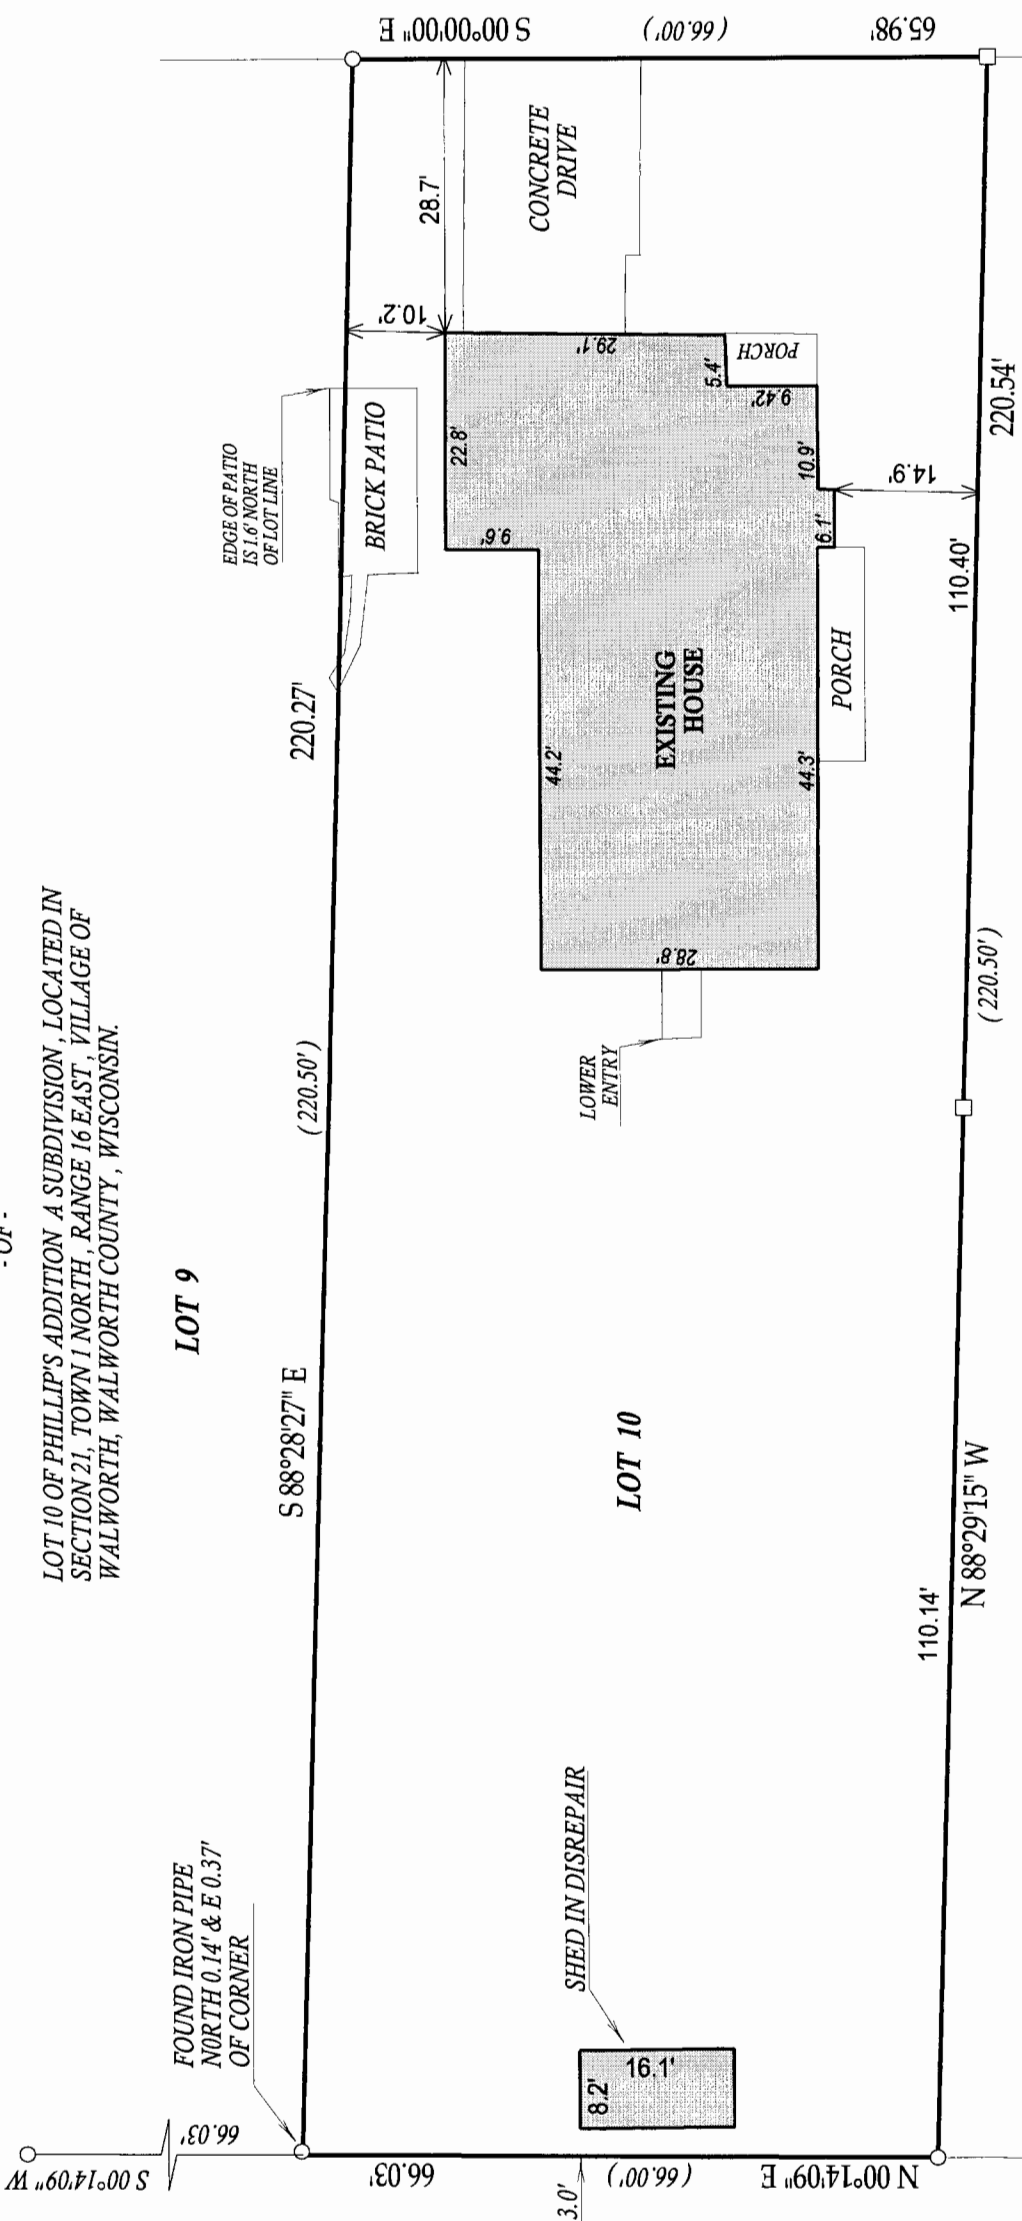 - OF -
LOT 10 OF PHILLIP'S ADDITION A SUBDIVISION, LOCATED IN
SECTION 21, TOWN 1 NORTH, RANGE 16 EAST, VILLAGE OF
WALWORTH, WALWORTH COUNTY, WISCONSIN.
S 00°14'09" W
66.03'
FOUND IRON PIPE
NORTH 0.14' & E 0.37'
OF CORNER
LOT 9
S 88°28'27" E
( 220.50' )
220.27'
EDGE OF PATIO
IS 1.6' NORTH
OF LOT LINE
BRICK PATIO
10.2'
28.7'
CONCRETE
DRIVE
S 00°00'00" E
(66.00')
65.98'
66.03'
(66.00')
N 00°14'09" E
3.0'
8.2'
16.1'
SHED IN DISREPAIR
LOT 10
LOWER
ENTRY
28.8'
44.2'
9.6'
22.8'
29.1'
5.4'
PORCH
9.42'
10.9'
6.1'
14.9'
EXISTING
HOUSE
44.3'
PORCH
110.14'
N 88°29'15" W
( 220.50' )
110.40'
220.54'